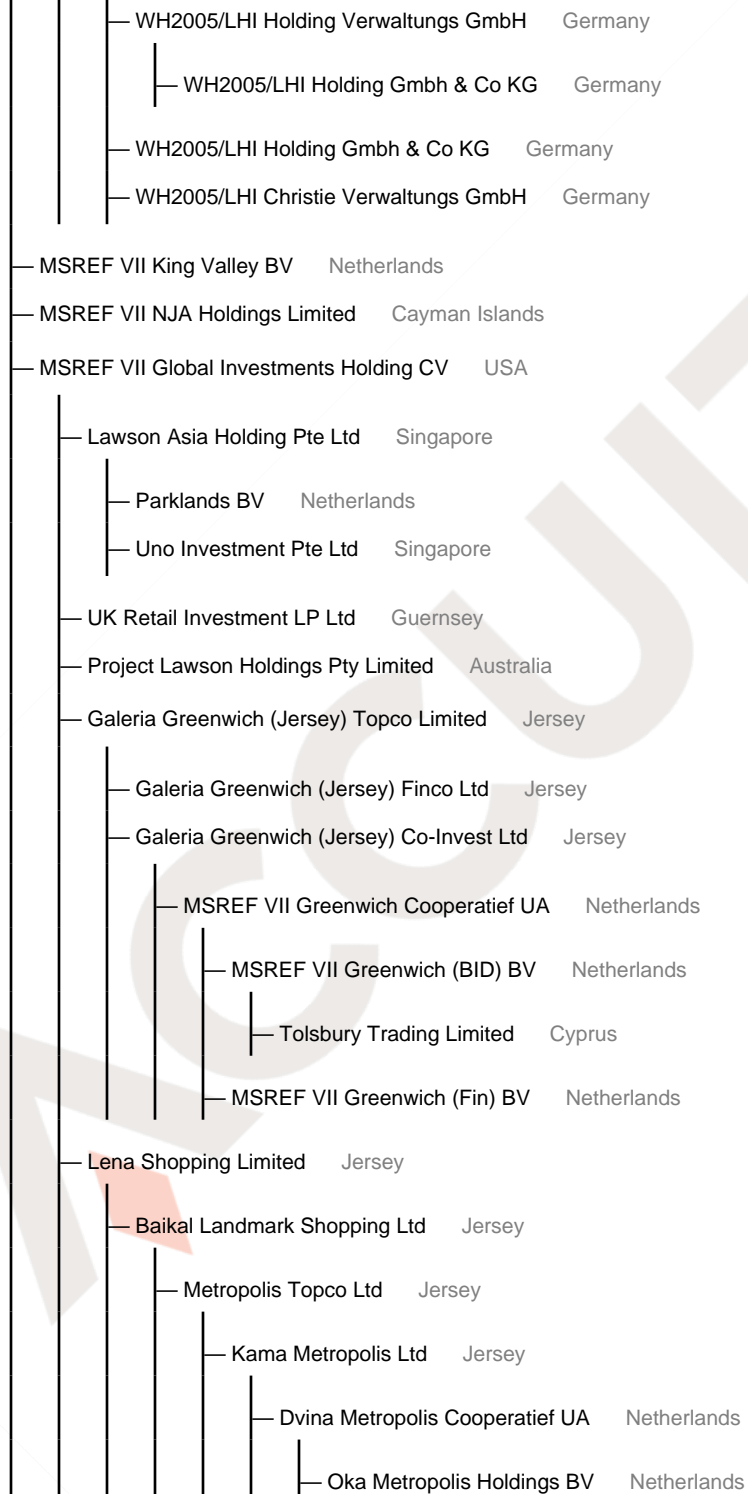 WH2005/LHI Holding Verwaltungs GmbH Germany
WH2005/LHI Holding Gmbh & Co KG Germany
WH2005/LHI Holding Gmbh & Co KG Germany
WH2005/LHI Christie Verwaltungs GmbH Germany
MSREF VII King Valley BV Netherlands
MSREF VII NJA Holdings Limited Cayman Islands
MSREF VII Global Investments Holding CV USA
Lawson Asia Holding Pte Ltd Singapore
Parklands BV Netherlands
Uno Investment Pte Ltd Singapore
UK Retail Investment LP Ltd Guernsey
Project Lawson Holdings Pty Limited Australia
Galeria Greenwich (Jersey) Topco Limited Jersey
Galeria Greenwich (Jersey) Finco Ltd Jersey
Galeria Greenwich (Jersey) Co-Invest Ltd Jersey
MSREF VII Greenwich Cooperatief UA Netherlands
MSREF VII Greenwich (BID) BV Netherlands
Tolsbury Trading Limited Cyprus
MSREF VII Greenwich (Fin) BV Netherlands
Lena Shopping Limited Jersey
Baikal Landmark Shopping Ltd Jersey
Metropolis Topco Ltd Jersey
Kama Metropolis Ltd Jersey
Dvina Metropolis Cooperatief UA Netherlands
Oka Metropolis Holdings BV Netherlands